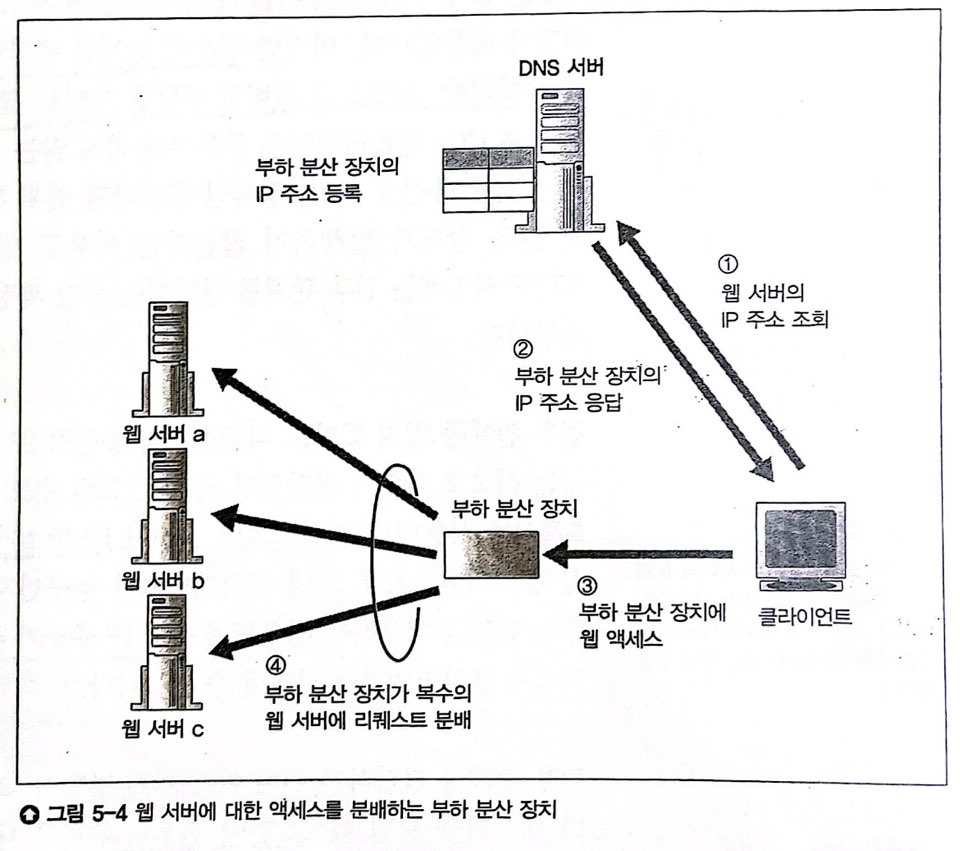 DNS 서버
부하 분산 장치의
IP 주소 등록
①
웹 서버의
IP 주소 조회
②
부하 분산 장치의
IP 주소 응답
웹 서버 a
부하 분산 장치
웹 서버 b
③
부하 분산 장치에
웹 액세스
클라이언트
④
부하 분산 장치가 복수의
웹 서버에 리퀘스트 분배
웹 서버 c
그림 5-4 웹 서버에 대한 액세스를 분배하는 부하 분산 장치